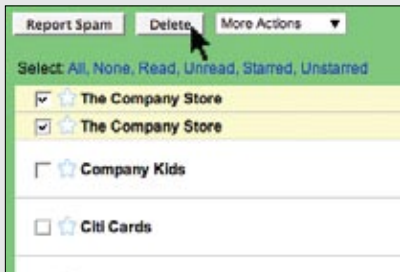 Report Spam Delete More Actions
Select: All, None, Read, Unread, Starred, Unstarred
The Company Store
The Company Store
Company Kids
Citi Cards